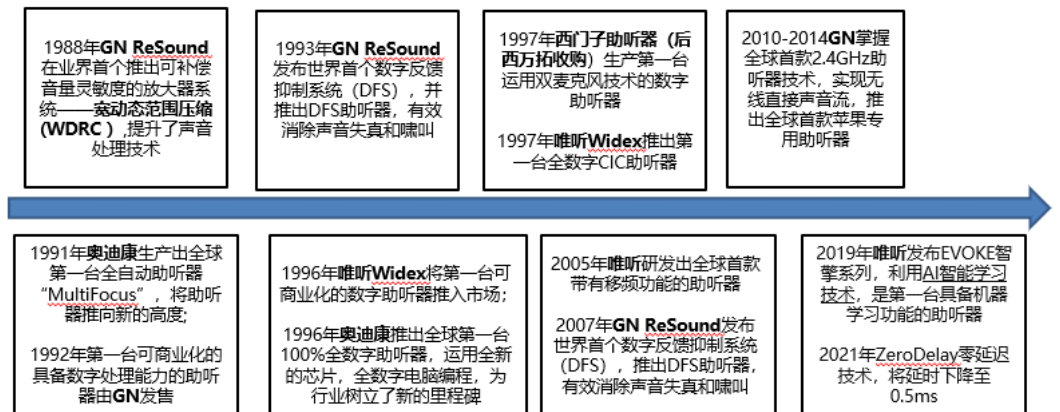 1988年GN ReSound
在业界首个推出可补偿
音量灵敏度的放大器系
统——宽动态范围压缩
(WDRC ) ,提升了声音
处理技术
1993年GN ReSound
发布世界首个数字反馈
抑制系统（DFS），并
推出DFS助听器，有效
消除声音失真和啸叫
1997年西门子助听器（后
西万拓收购）生产第一台
运用双麦克风技术的数字
助听器
1997年唯听Widex推出第
一台全数字CIC助听器
2010-2014GN掌握
全球首款2.4GHz助
听器技术，实现无
线直接声音流，推
出全球首款苹果专
用助听器
1991年奥迪康生产出全球
第一台全自动助听器
“MultiFocus”，将助听
器推向新的高度;
1992年第一台可商业化的
具备数字处理能力的助听
器由GN发售
1996年唯听Widex将第一台可
商业化的数字助听器推入市场;
1996年奥迪康推出全球第一台
100%全数字助听器，运用全新
的芯片，全数字电脑编程，为
行业树立了新的里程碑
2005年唯听研发出全球首款
带有移频功能的助听器
2007年GN ReSound发布
世界首个数字反馈抑制系统
（DFS），推出DFS助听器，
有效消除声音失真和啸叫
2019年唯听发布EVOKE智
擎系列，利用AI智能学习
技术，是第一台具备机器
学习功能的助听器
2021年ZeroDelay零延迟
技术，将延时下降至
0.5ms